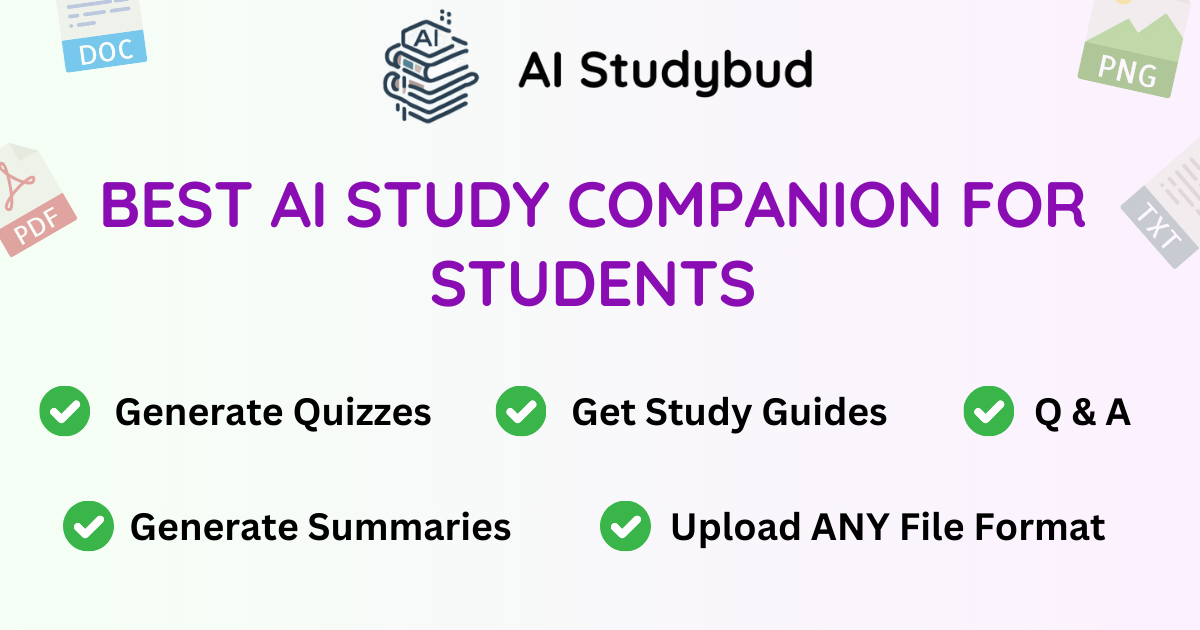 DOC
AI
AI Studybud
PNG
PDF
BEST AI STUDY COMPANION FOR
STUDENTS
TXT
Generate Quizzes
Get Study Guides
Q & A
Generate Summaries
Upload ANY File Format